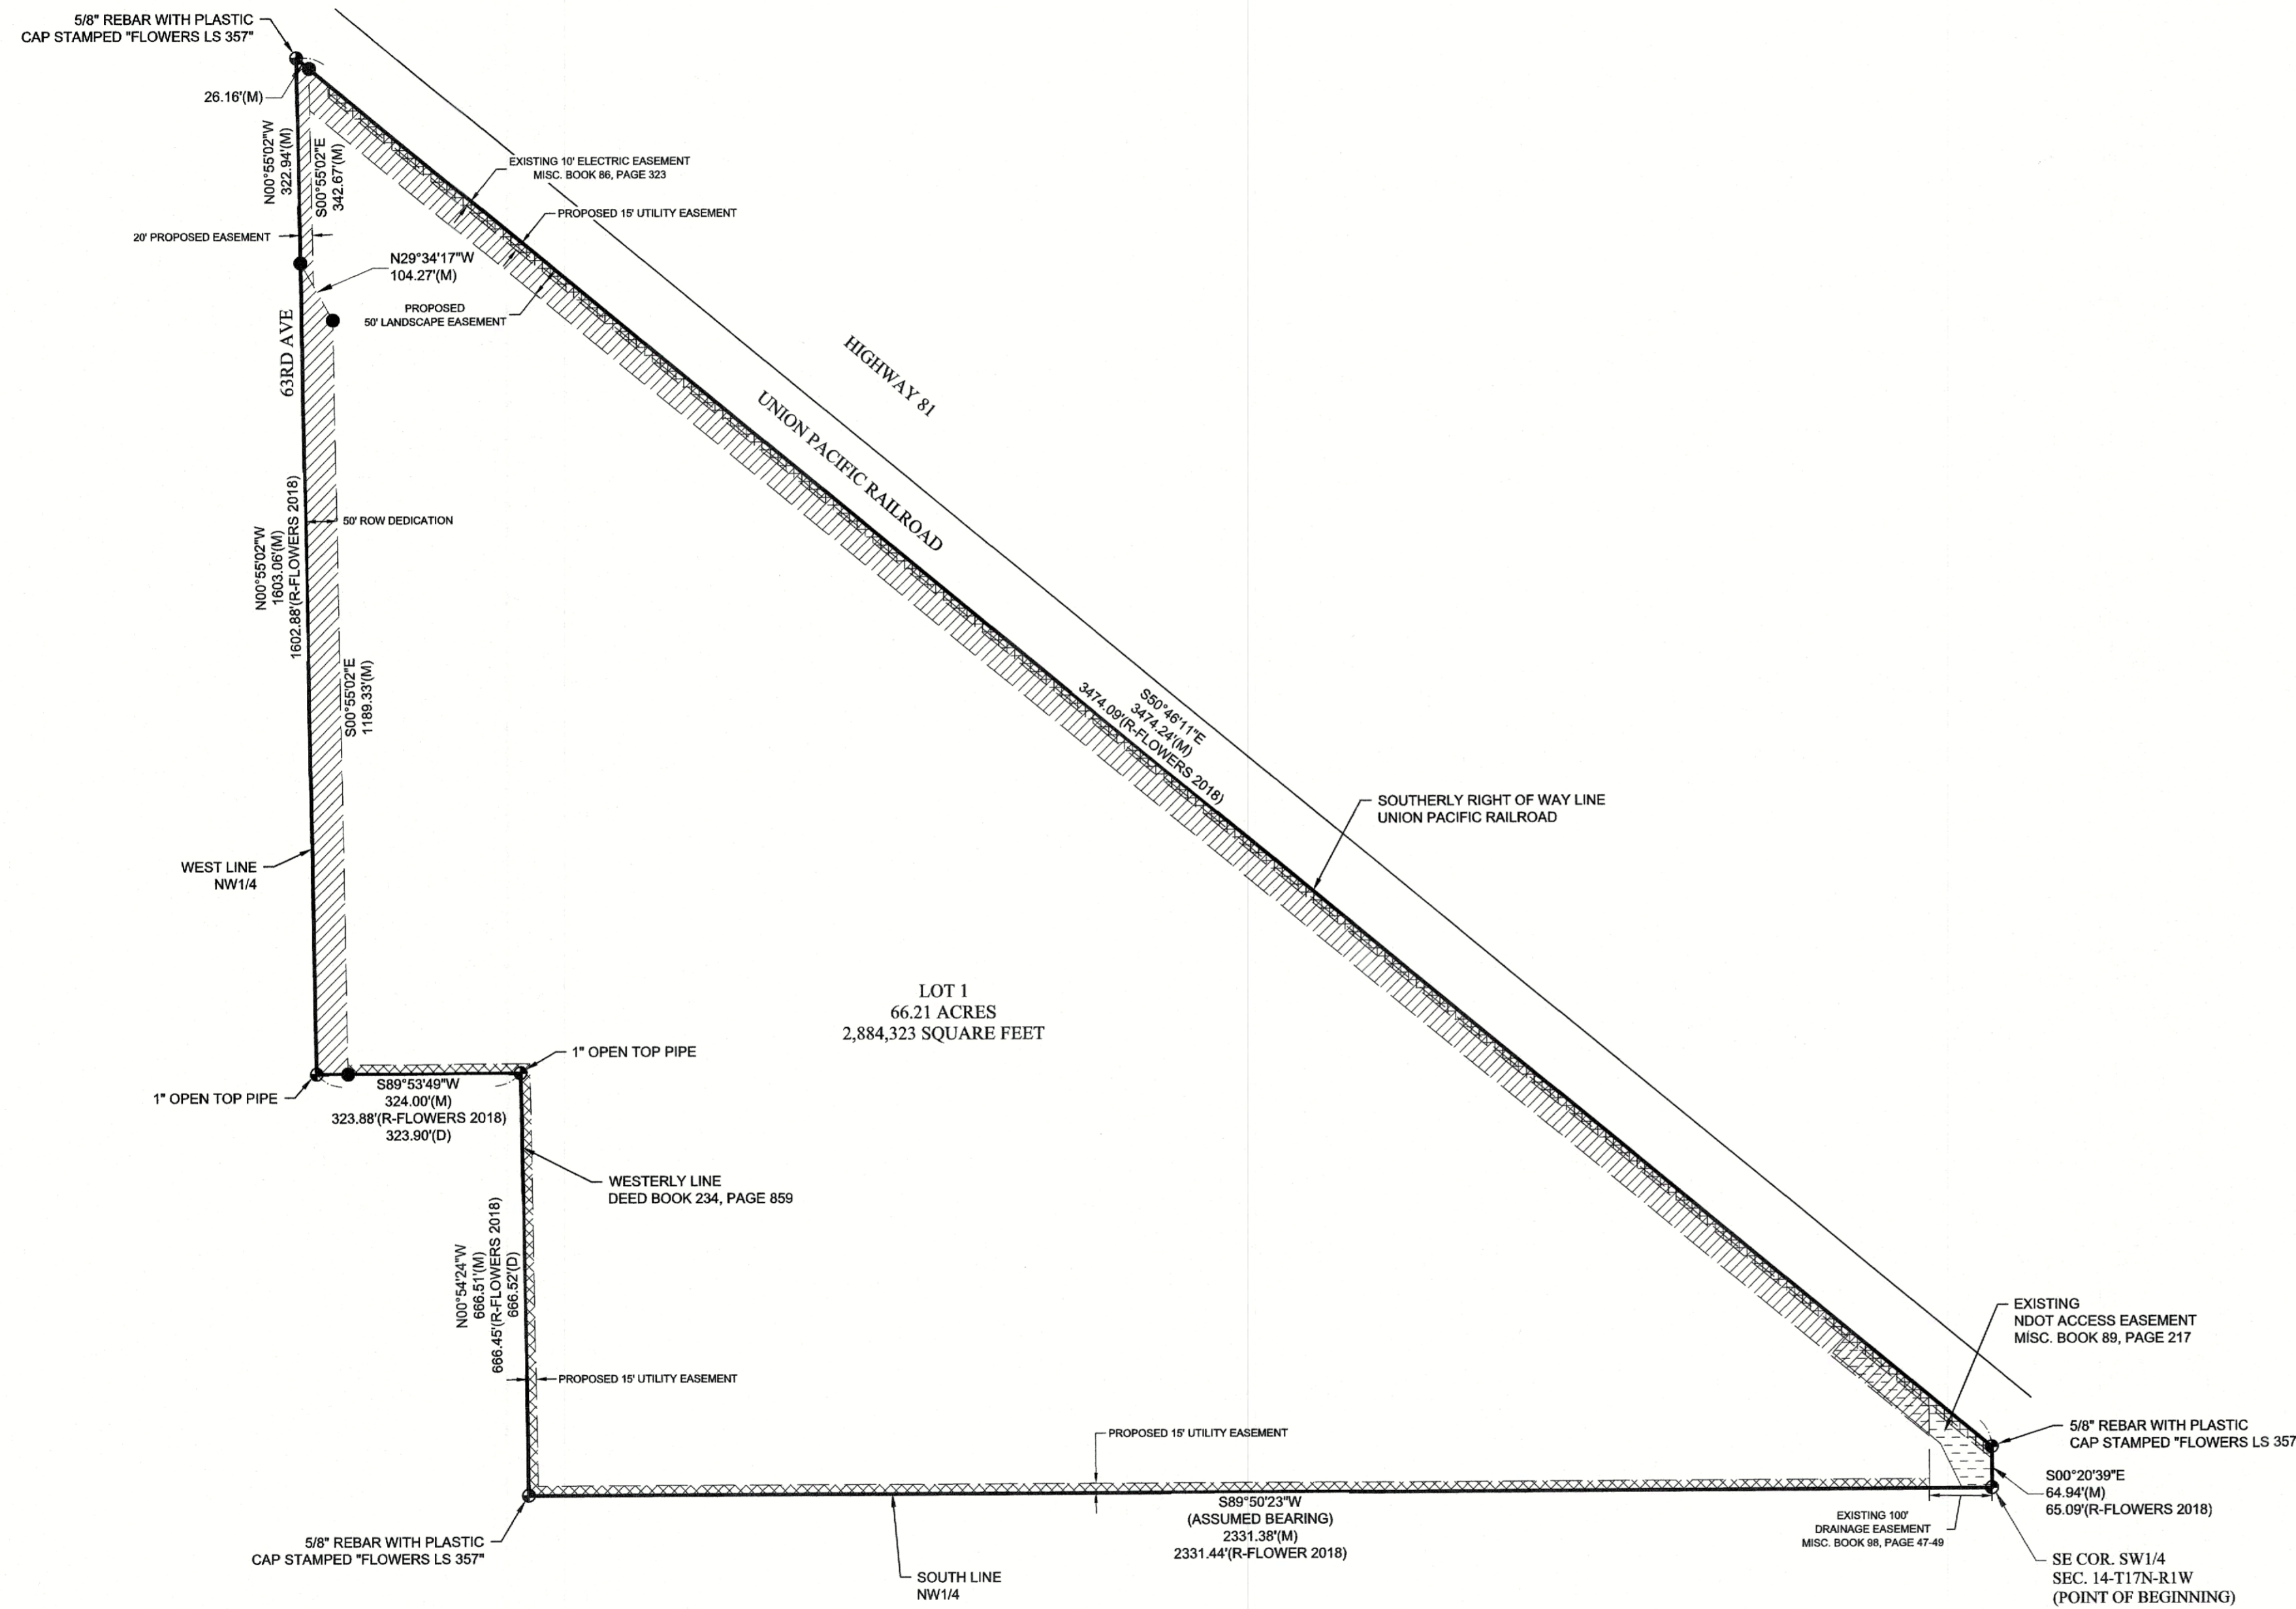 5/8" REBAR WITH PLASTIC
CAP STAMPED "FLOWERS LS 357"
26.16'(M)
N00°55'02"W
322.94'(M)
S00°55'02"E
342.67'(M)
EXISTING 10' ELECTRIC EASEMENT
MISC. BOOK 86, PAGE 323
PROPOSED 15' UTILITY EASEMENT
20' PROPOSED EASEMENT
N29°34'17"W
104.27'(M)
PROPOSED
50' LANDSCAPE EASEMENT
63RD AVE
HIGHWAY 81
UNION PACIFIC RAILROAD
50' ROW DEDICATION
N00°55'02"W
1603.06'(M)
1602.88'(R-FLOWERS 2018)
S00°55'02"E
1189.33'(M)
S50°46'11"E
3474.24'(M)
3474.09'(R-FLOWERS 2018)
SOUTHERLY RIGHT OF WAY LINE
UNION PACIFIC RAILROAD
WEST LINE
NW1/4
LOT 1
66.21 ACRES
2,884,323 SQUARE FEET
1" OPEN TOP PIPE
1" OPEN TOP PIPE
S89°53'49"W
324.00'(M)
323.88'(R-FLOWERS 2018)
323.90'(D)
WESTERLY LINE
DEED BOOK 234, PAGE 859
N00°54'24"W
666.51'(M)
666.45'(R-FLOWERS 2018)
666.52'(D)
PROPOSED 15' UTILITY EASEMENT
EXISTING
NDOT ACCESS EASEMENT
MISC. BOOK 89, PAGE 217
PROPOSED 15' UTILITY EASEMENT
5/8" REBAR WITH PLASTIC
CAP STAMPED "FLOWERS LS 357
S00°20'39"E
64.94'(M)
65.09'(R-FLOWERS 2018)
S89°50'23"W
(ASSUMED BEARING)
2331.38'(M)
2331.44'(R-FLOWER 2018)
EXISTING 100'
DRAINAGE EASEMENT
MISC. BOOK 98, PAGE 47-49
5/8" REBAR WITH PLASTIC
CAP STAMPED "FLOWERS LS 357"
SOUTH LINE
NW1/4
SE COR. SW1/4
SEC. 14-T17N-R1W
(POINT OF BEGINNING)